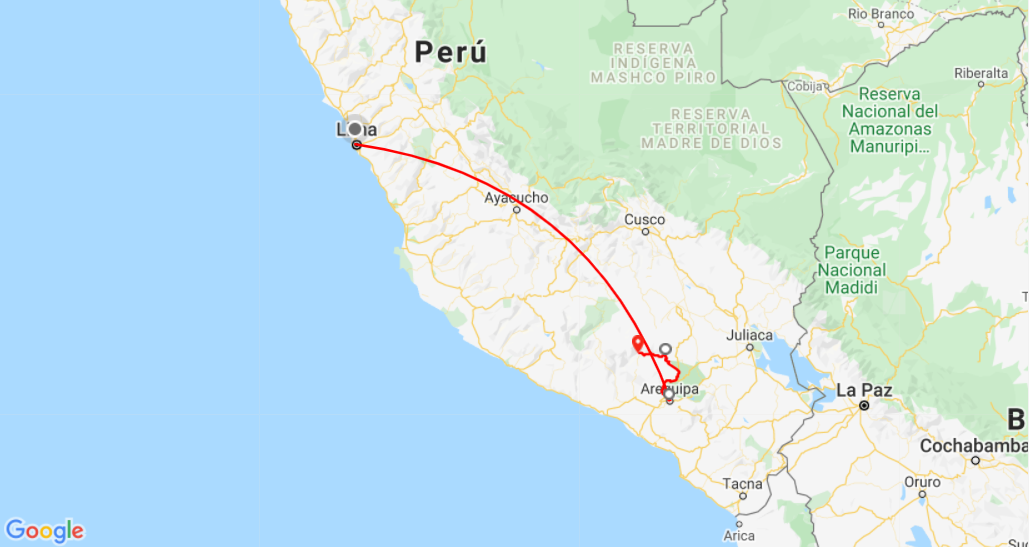 Rio Branco
Perú
RESERVA
INDÍGENA
MASHCO PIRO
Riberalta
Cobija
Reserva
Nacional del
Amazonas
Manuripi...
RESERVA
TERRITORIAL
MADRE DE DIOS
Lima
Ayacucho
Cusco
Parque
Nacional
Madidi
Juliaca
Arequipa
La Paz
B
Cochabamba
Oruro
Tacna
Arica
Suc
Google